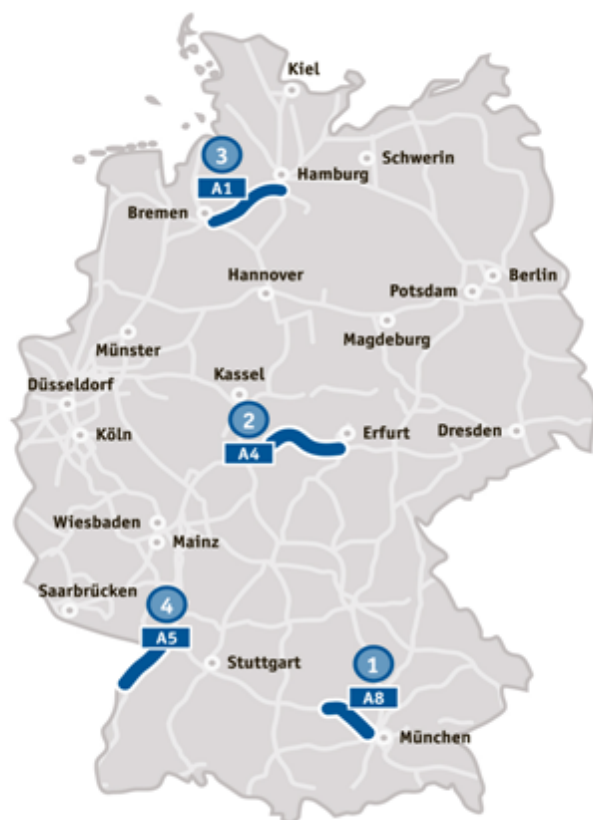 Kiel
3
Schwerin
A1
Hamburg
Bremen
Hannover
Berlin
Potsdam
Magdeburg
Münster
Kassel
Düsseldorf
2
Köln
Erfurt
Dresden
A4
Wiesbaden
Mainz
Saarbrücken
4
A5
Stuttgart
1
A8
München